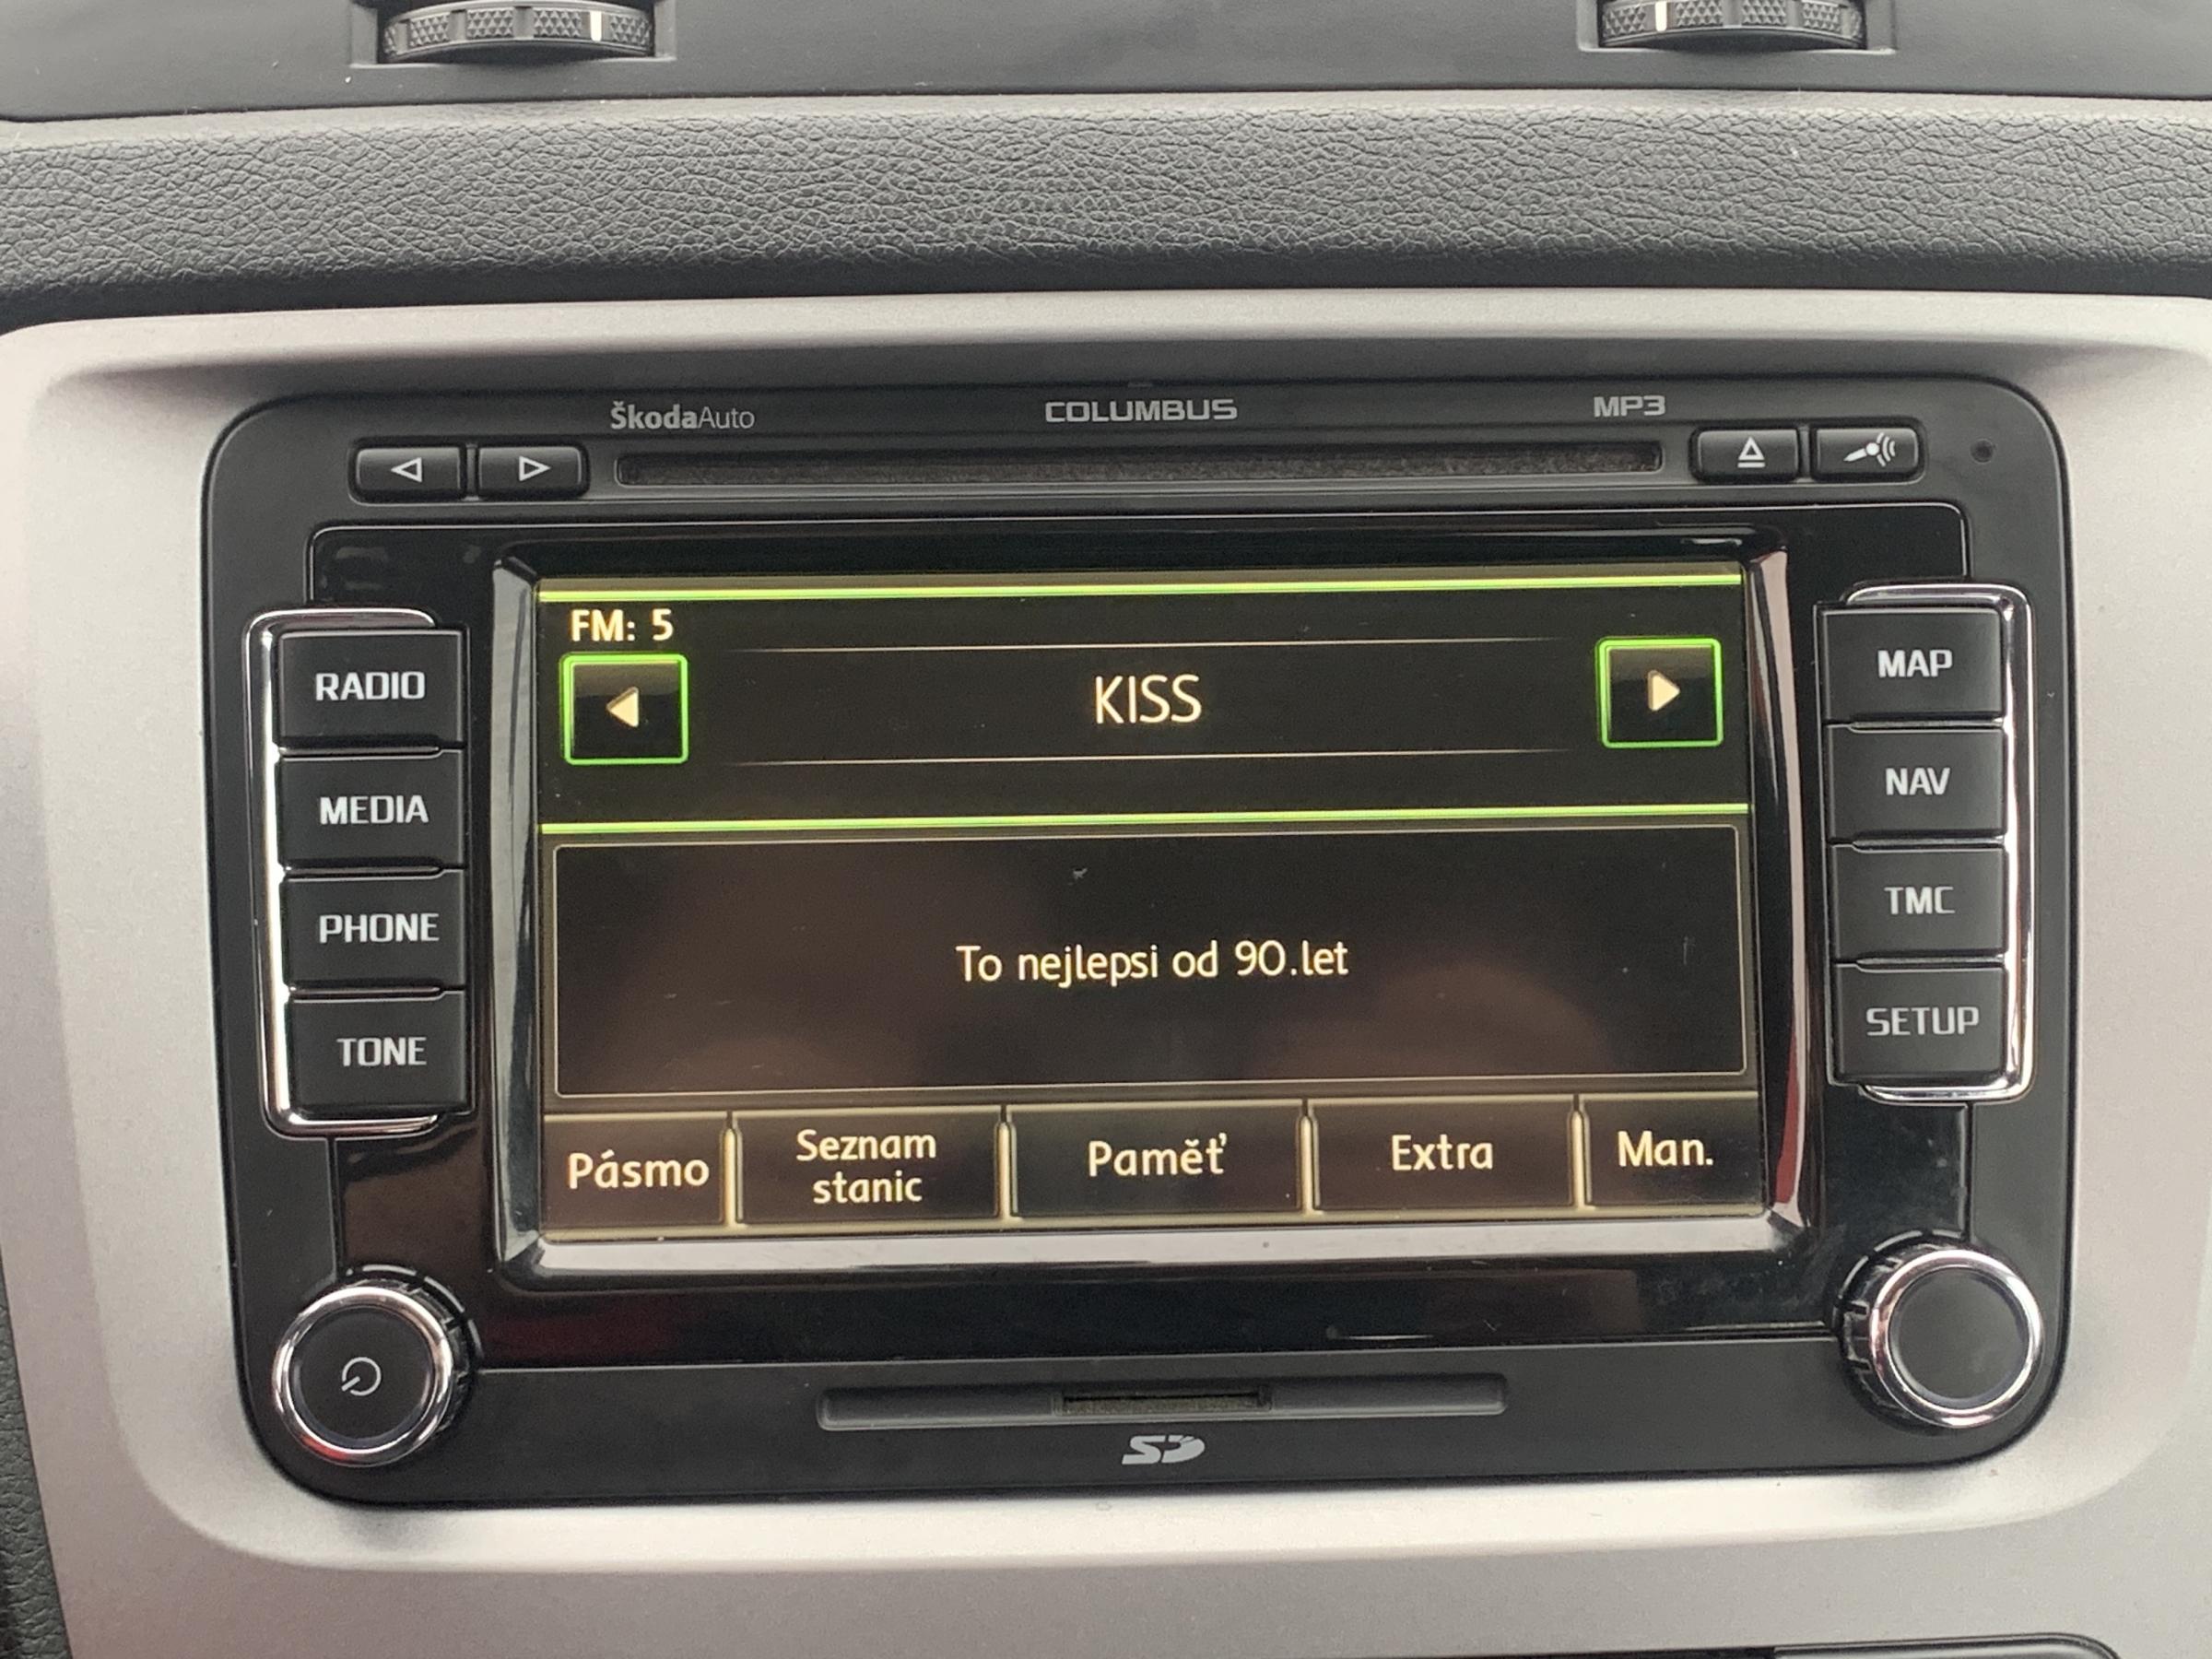 ŠkodaAuto
COLUMBUS
MP3
FM: 5
KISS
RADIO
MEDIA
PHONE
TONE
MAP
NAV
TMC
SETUP
To nejlepsi od 90.let
Pásmo
Seznam
stanic
Paměť
Extra
Man.
SD